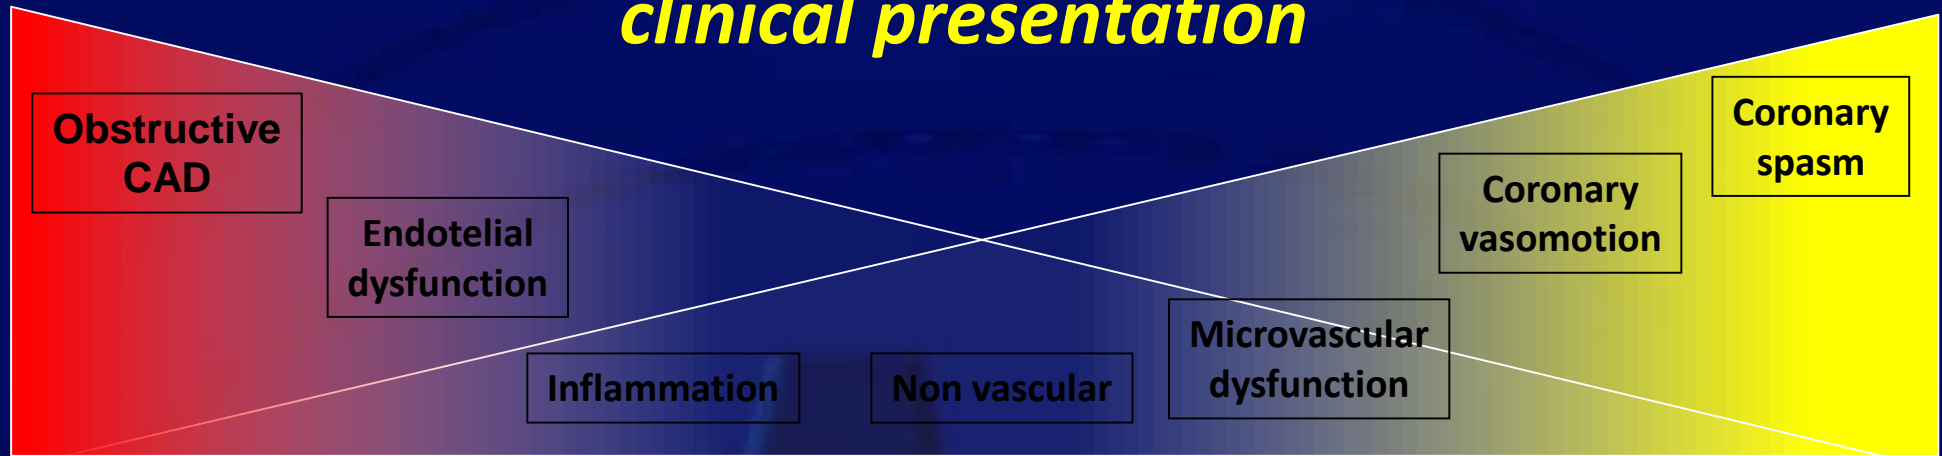 clinical presentation
Obstructive
CAD
Endotelial
dysfunction
Inflammation
Non vascular
Microvascular
dysfunction
Coronary
vasomotion
Coronary
spasm